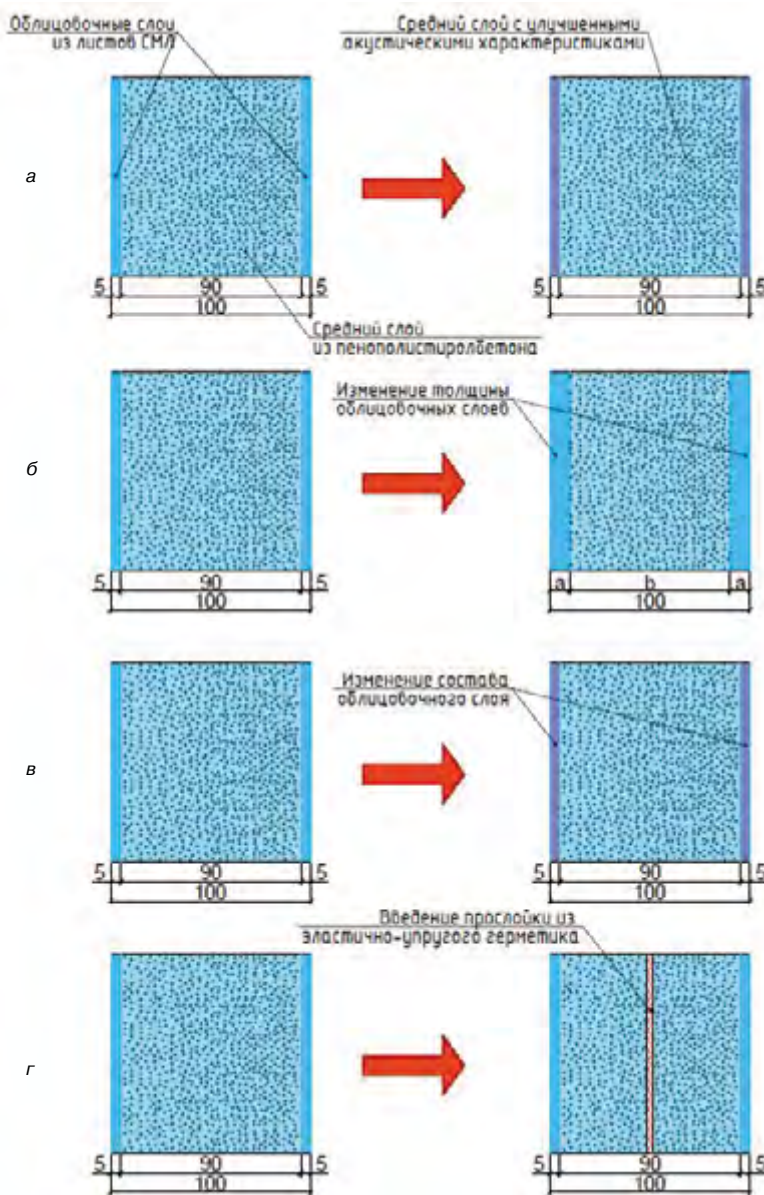 Облицовочные слои
из листов СМЛ
Средний слой с улучшенными
акустическими характеристиками
а
5 90 5
100
5 90 5
100
Средний слой
из пенополистиролбетона
Изменение толщины
облицовочных слоев
б
5 90 5
100
a b a
100
Изменение состава
облицовочного слоя
в
5 90 5
100
5 90 5
100
Введение прослойки из
эластично-упругого герметика
г
5 90 5
100
5 90 5
100